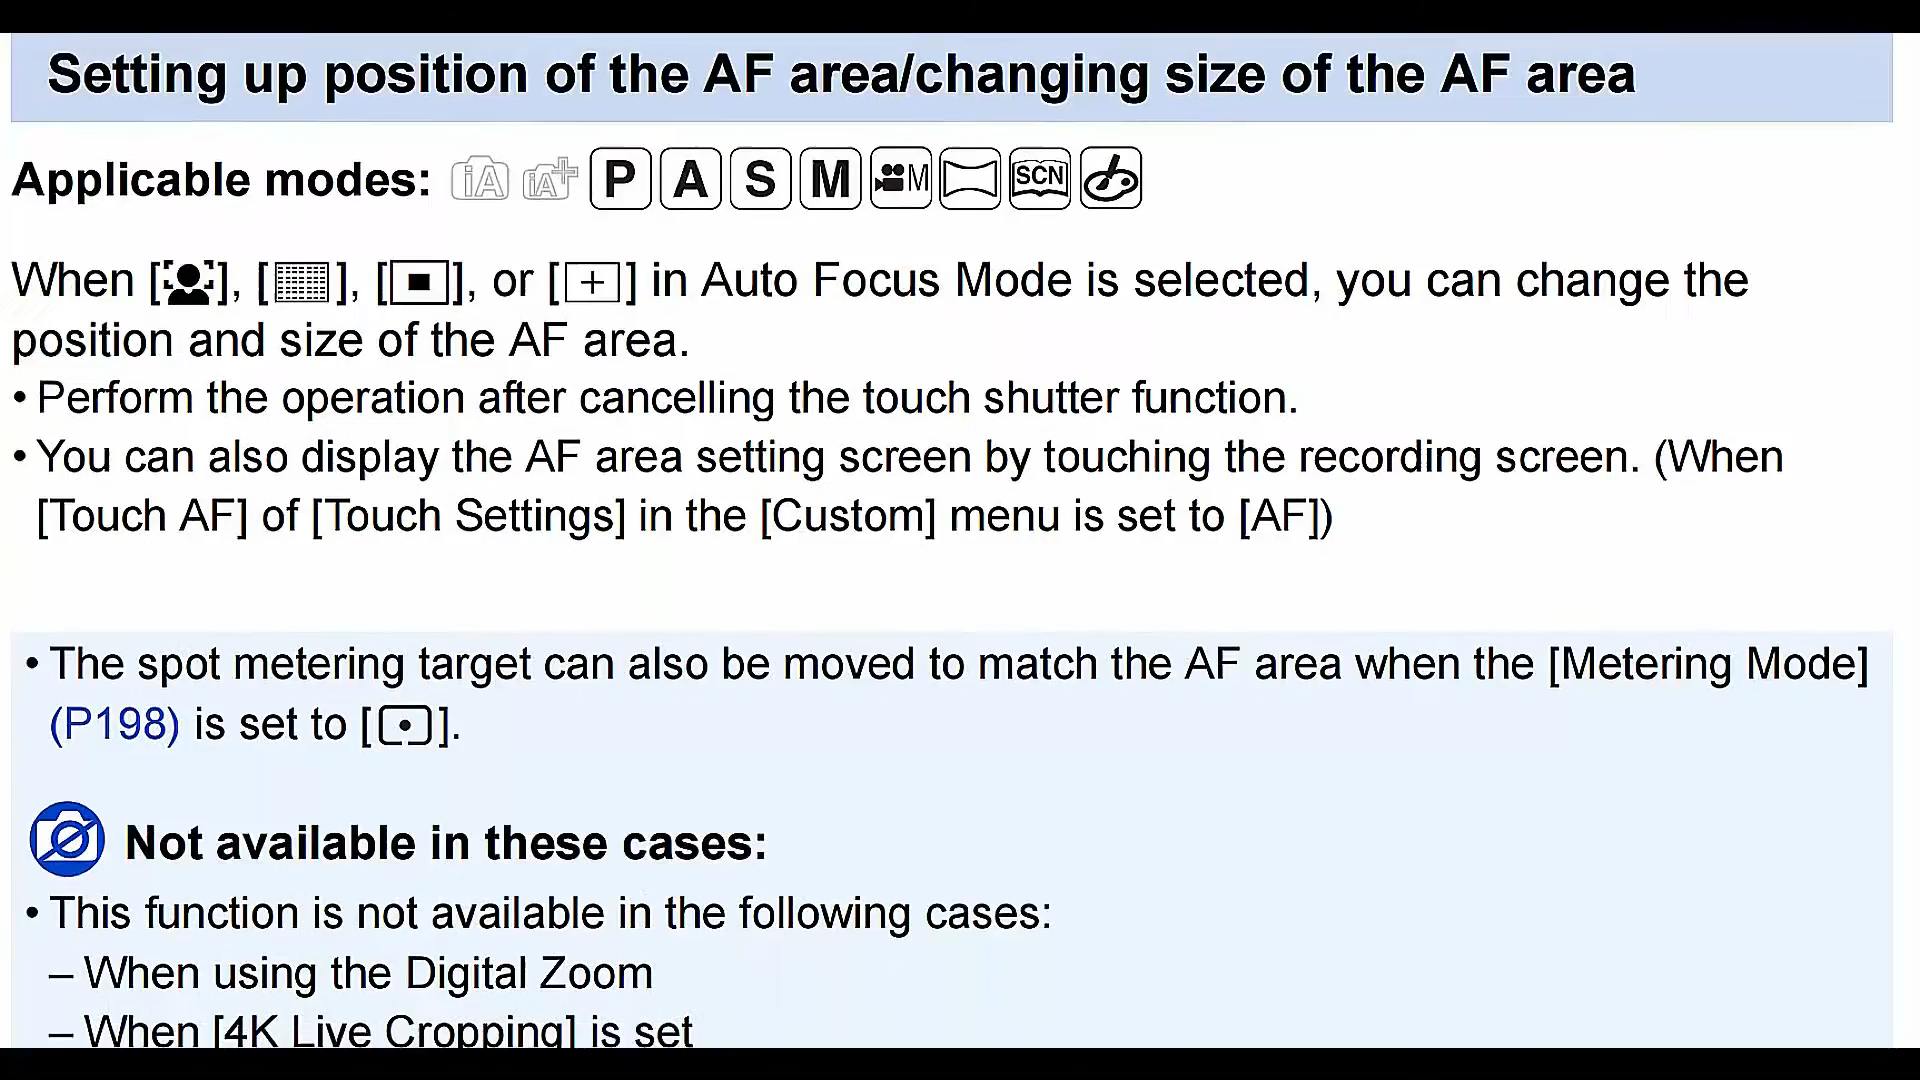 Setting up position of the AF area/changing size of the AF area
Applicable modes: iA iA+ P A S M M SCN
When [ ], [ ], [ ], or [+] in Auto Focus Mode is selected, you can change the
position and size of the AF area.
• Perform the operation after cancelling the touch shutter function.
• You can also display the AF area setting screen by touching the recording screen. (When
[Touch AF] of [Touch Settings] in the [Custom] menu is set to [AF])
• The spot metering target can also be moved to match the AF area when the [Metering Mode]
(P198) is set to [•].
Not available in these cases:
• This function is not available in the following cases:
– When using the Digital Zoom
– When [4K Live Cropping] is set